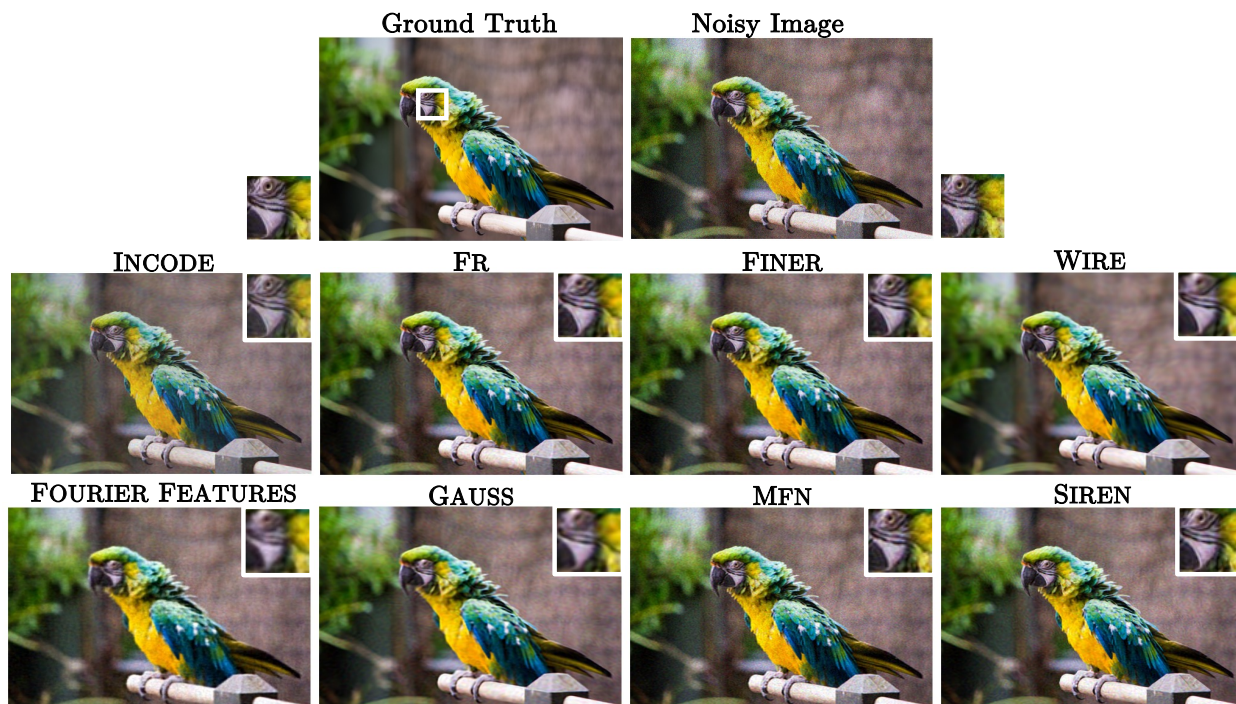 Ground Truth
Noisy Image
INCODE
FR
FINER
WIRE
FOURIER FEATURES
GAUSS
MFN
SIREN